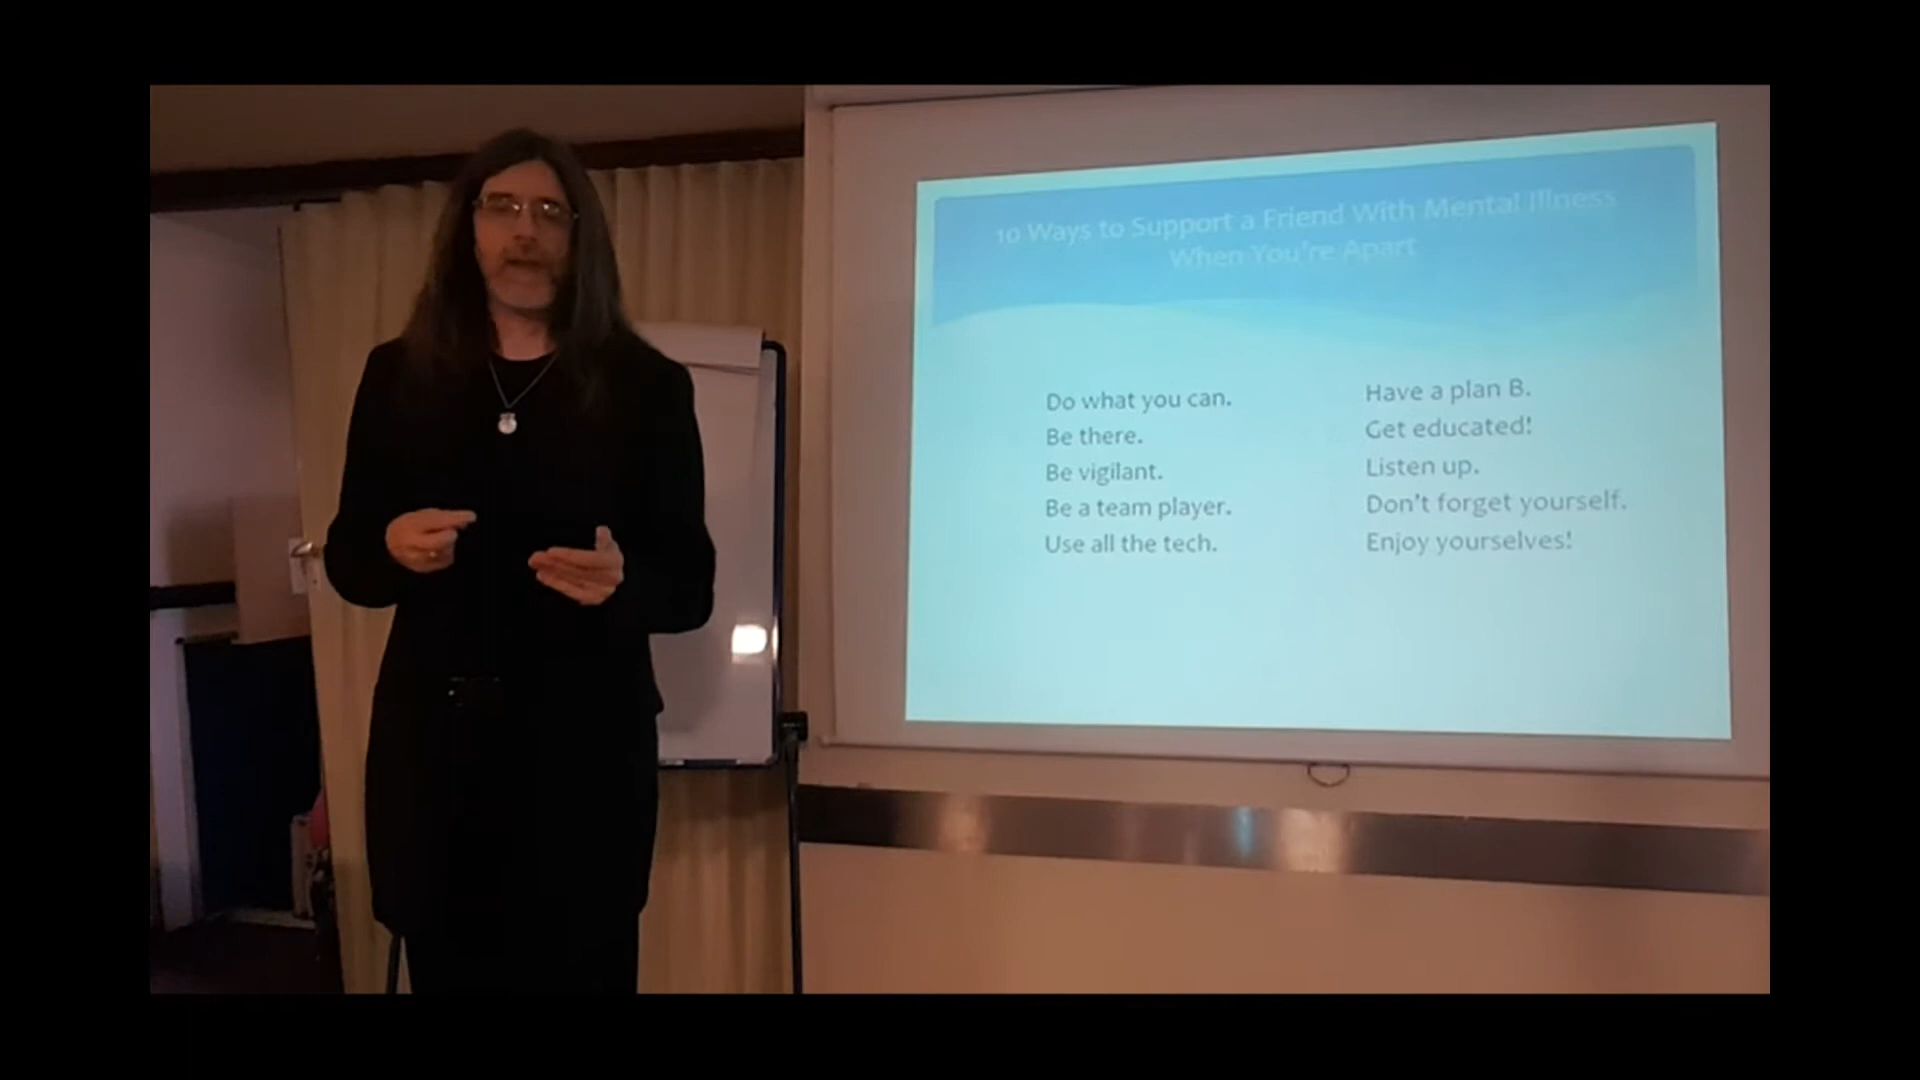 10 Ways to Support a Friend With Mental Illness
When You're Apart
Do what you can.
Be there.
Be vigilant.
Be a team player.
Use all the tech.
Have a plan B.
Get educated!
Listen up.
Don't forget yourself.
Enjoy yourselves!